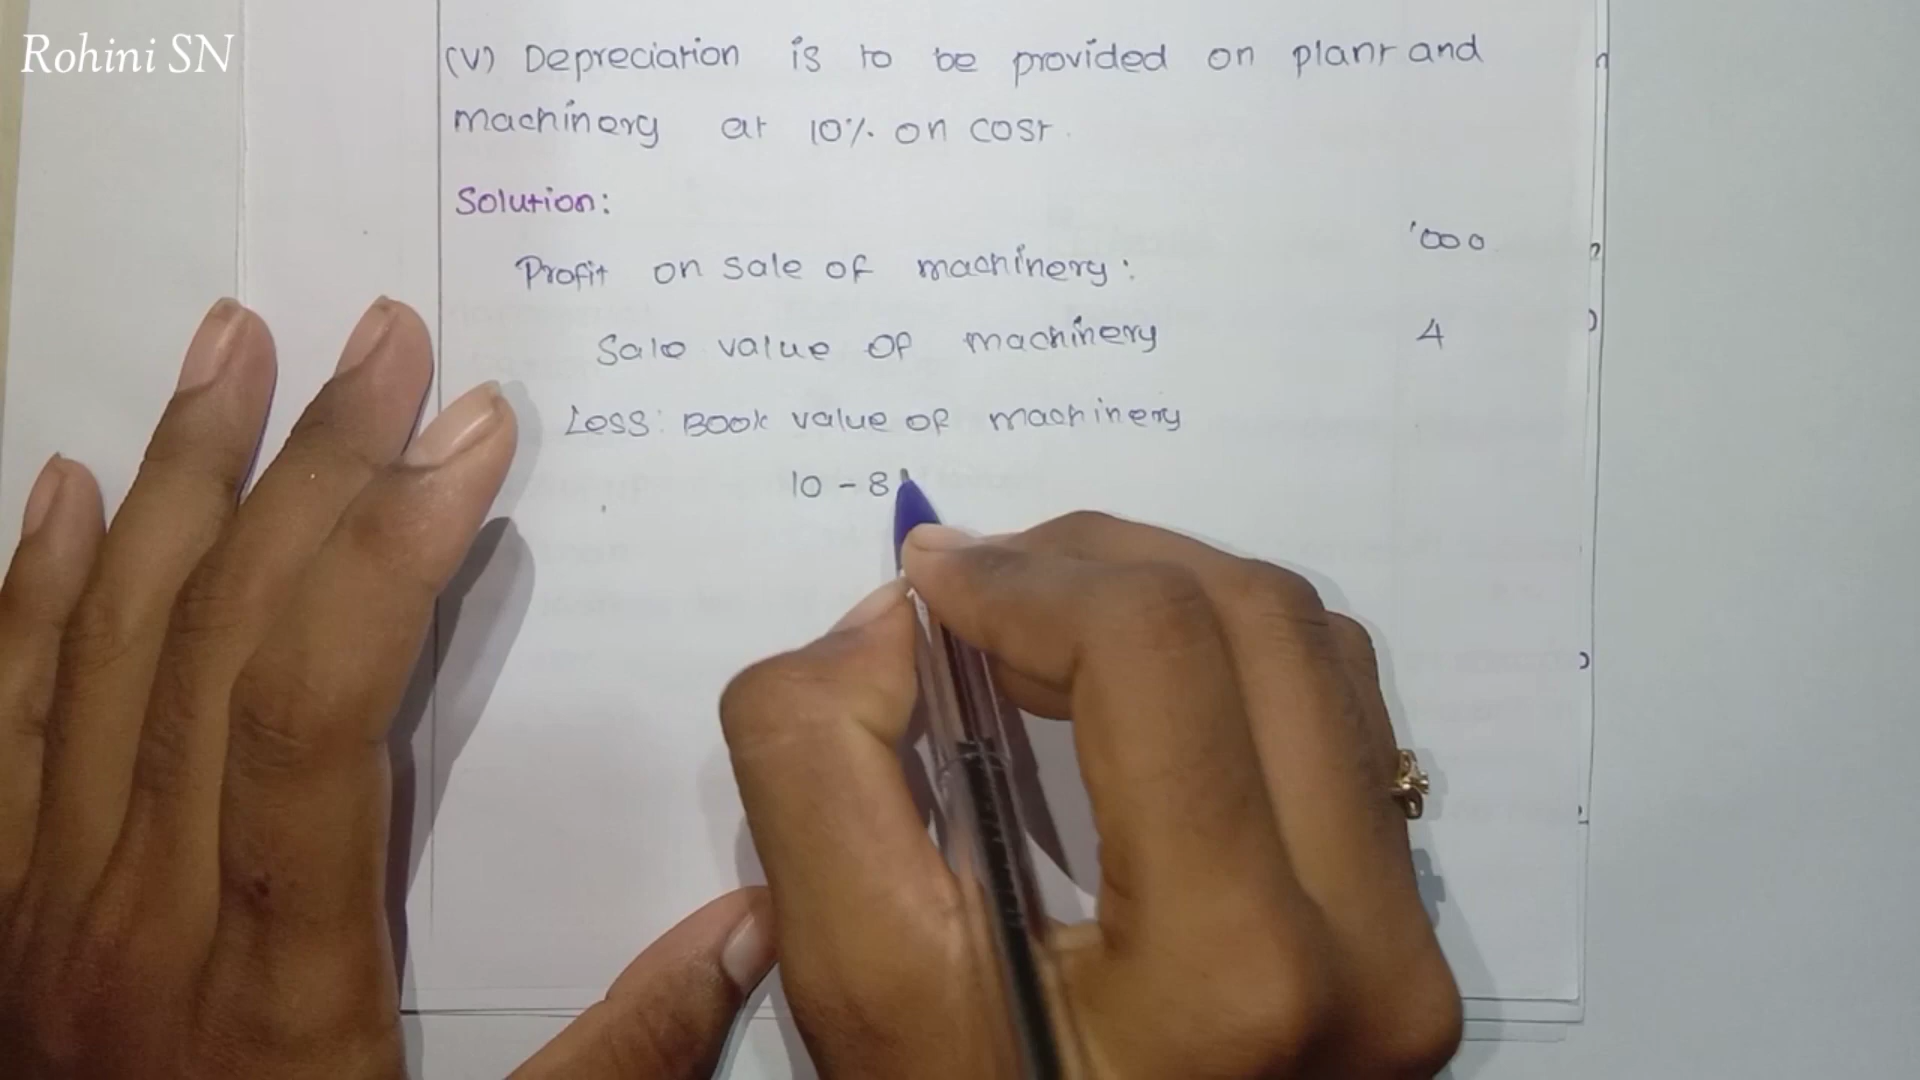 Rohini SN
(V) Depreciation is to be provided on plant and
machinery at 10% on cost.
Solution:
'000
Profit on sale of machinery:
Sale value of machinery 4
Less: Book value of machinery
10 - 8